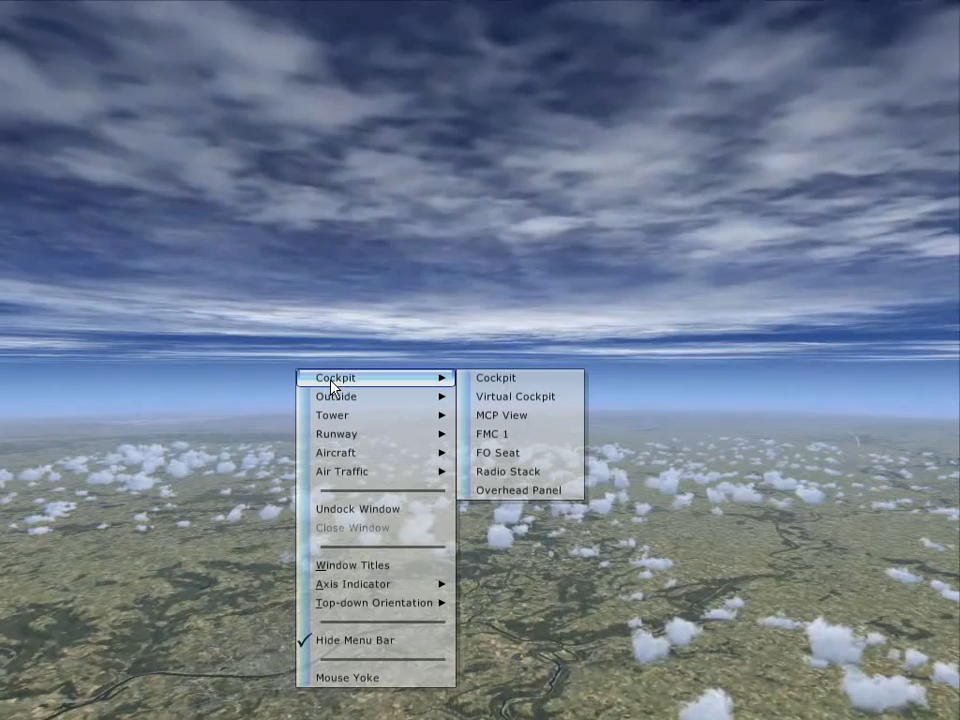 Cockpit
Outside
Tower
Runway
Aircraft
Air Traffic
Undock Window
Close Window
Window Titles
Axis Indicator
Top-down Orientation
Hide Menu Bar
Mouse Yoke
Cockpit
Virtual Cockpit
MCP View
FMC 1
FO Seat
Radio Stack
Overhead Panel